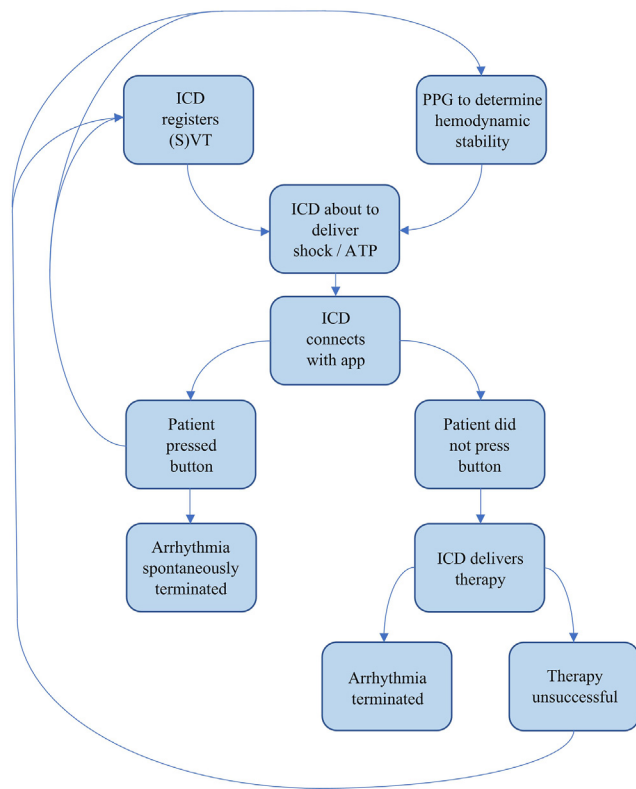 ICD
registers
(S)VT
PPG to determine
hemodynamic
stability
ICD about to
deliver
shock / ATP
ICD
connects
with app
Patient
pressed
button
Patient did
not press
button
Arrhythmia
spontaneously
terminated
ICD delivers
therapy
Arrhythmia
terminated
Therapy
unsuccessful